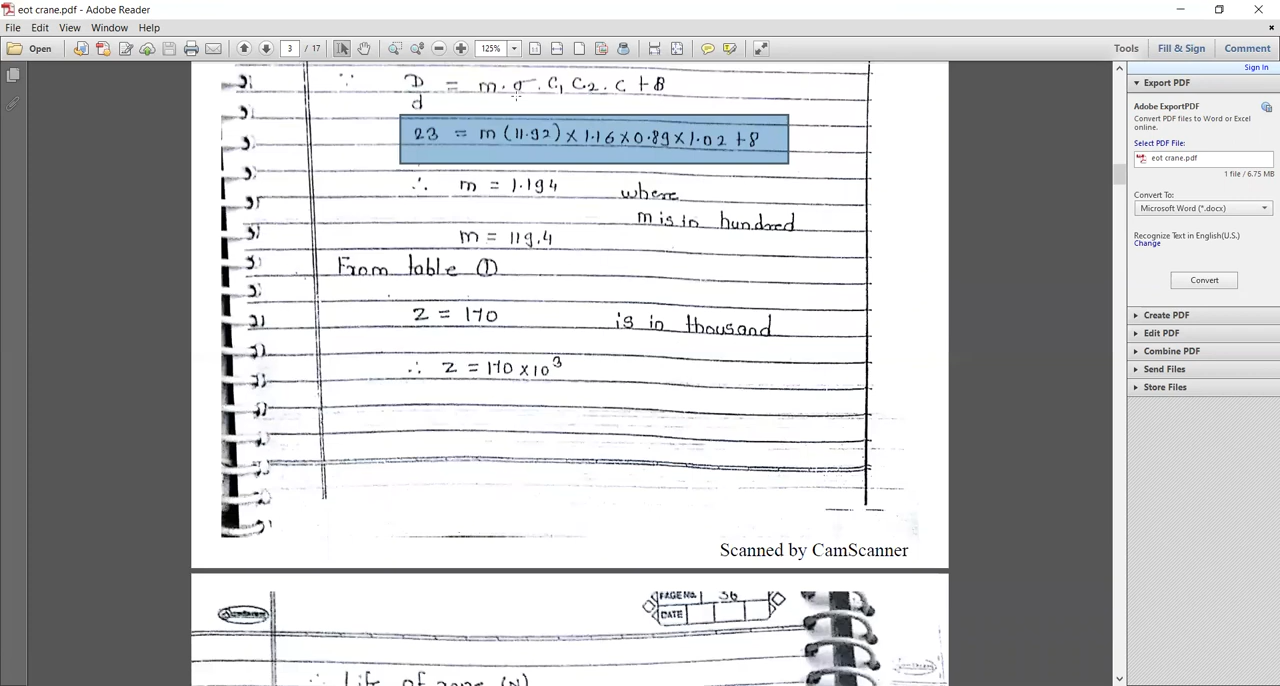 eot crane.pdf - Adobe Reader
File Edit View Window Help
Open 3 / 17 125% Tools Fill & Sign Comment
Sign In
Export PDF
Adobe ExportPDF
Convert PDF files to Word or Excel online.
Select PDF File:
eot crane.pdf
1 file / 6.75 MB
Convert To:
Microsoft Word (*.docx)
Recognize Text in English(U.S.)
Change
Convert
Create PDF
Edit PDF
Combine PDF
Send Files
Store Files
∵ D/d = m·σ·C₁ C₂·C + 8
23 = m(11.92)×1.16×0.89×1.02+8
∴ m = 1.194 where
m is in hundred
m = 119.4
From table ①
Z = 170 is in thousand
∴ Z = 170×10³
Scanned by CamScanner
PAGE No. 36
DATE
∴ Life of rope (N)